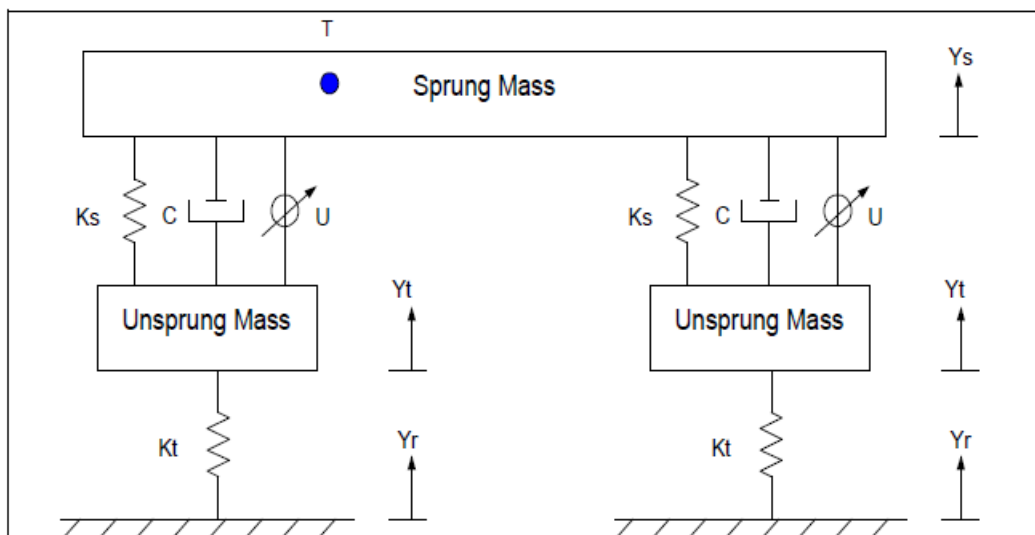 T
Ys
Sprung Mass
Ks C U Ks C U
Yt Yt
Unsprung Mass Unsprung Mass
Kt Yr Kt Yr